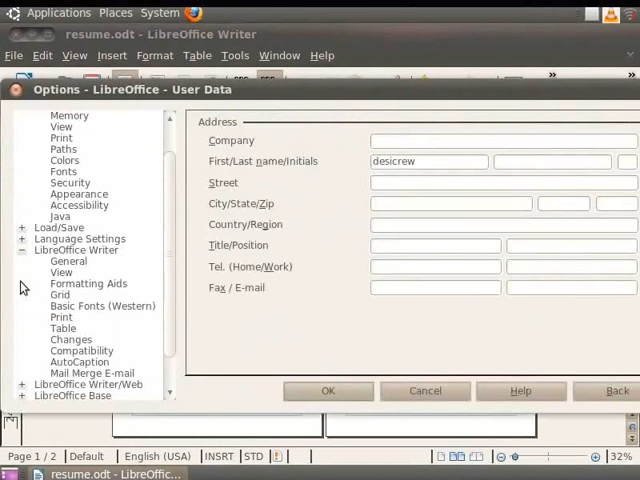 Applications Places System
resume.odt - LibreOffice Writer
File Edit View Insert Format Table Tools Window Help
Options - LibreOffice - User Data
Memory
View
Print
Paths
Colors
Fonts
Security
Appearance
Accessibility
Java
Load/Save
Language Settings
LibreOffice Writer
General
View
Formatting Aids
Grid
Basic Fonts (Western)
Print
Table
Changes
Compatibility
AutoCaption
Mail Merge E-mail
LibreOffice Writer/Web
LibreOffice Base
Address
Company
First/Last name/Initials desicrew
Street
City/State/Zip
Country/Region
Title/Position
Tel. (Home/Work)
Fax / E-mail
OK Cancel Help Back
Page 1 / 2 Default English (USA) INSRT STD 32%
resume.odt - LibreOffic...